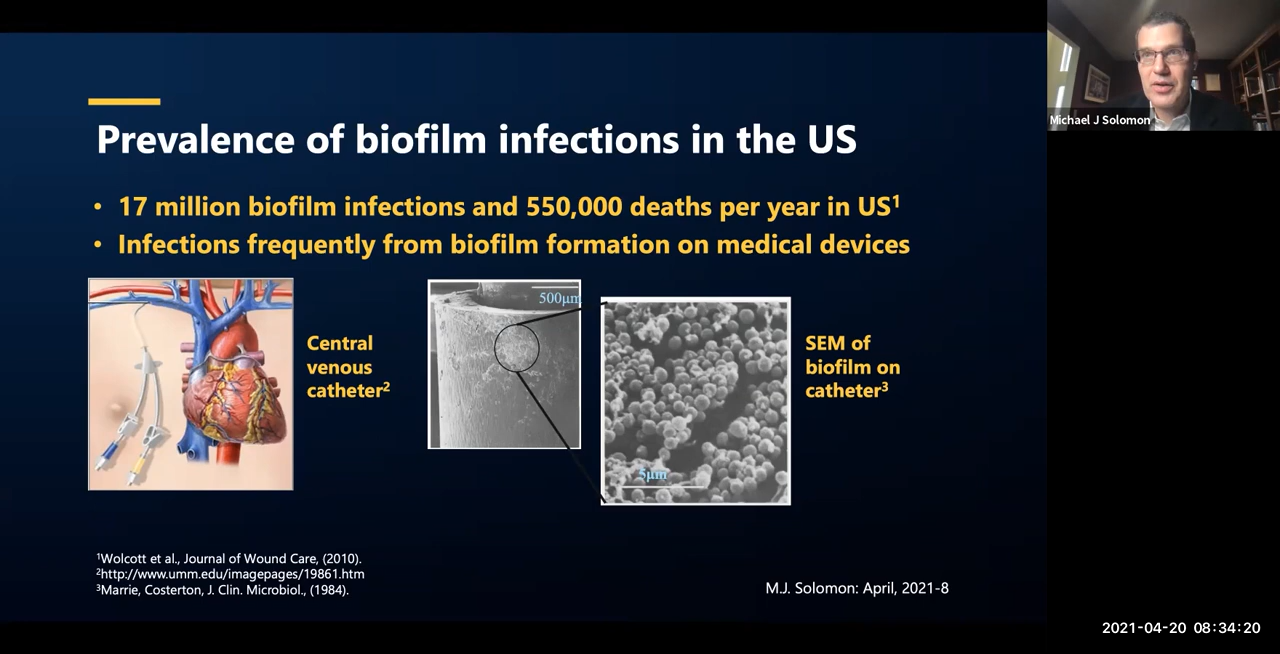 Prevalence of biofilm infections in the US
• 17 million biofilm infections and 550,000 deaths per year in US¹
• Infections frequently from biofilm formation on medical devices
Central
venous
catheter²
500µm
5µm
SEM of
biofilm on
catheter³
¹Wolcott et al., Journal of Wound Care, (2010).
²http://www.umm.edu/imagepages/19861.htm
³Marrie, Costerton, J. Clin. Microbiol., (1984).
M.J. Solomon: April, 2021-8
Michael J Solomon
2021-04-20 08:34:20